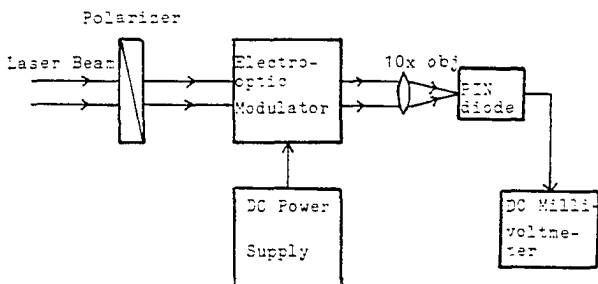 Polarizer
Laser Beam
Electro-
optic
Modulator
10x obj
PIN
diode
DC Power
Supply
DC Milli-
voltme-
ter